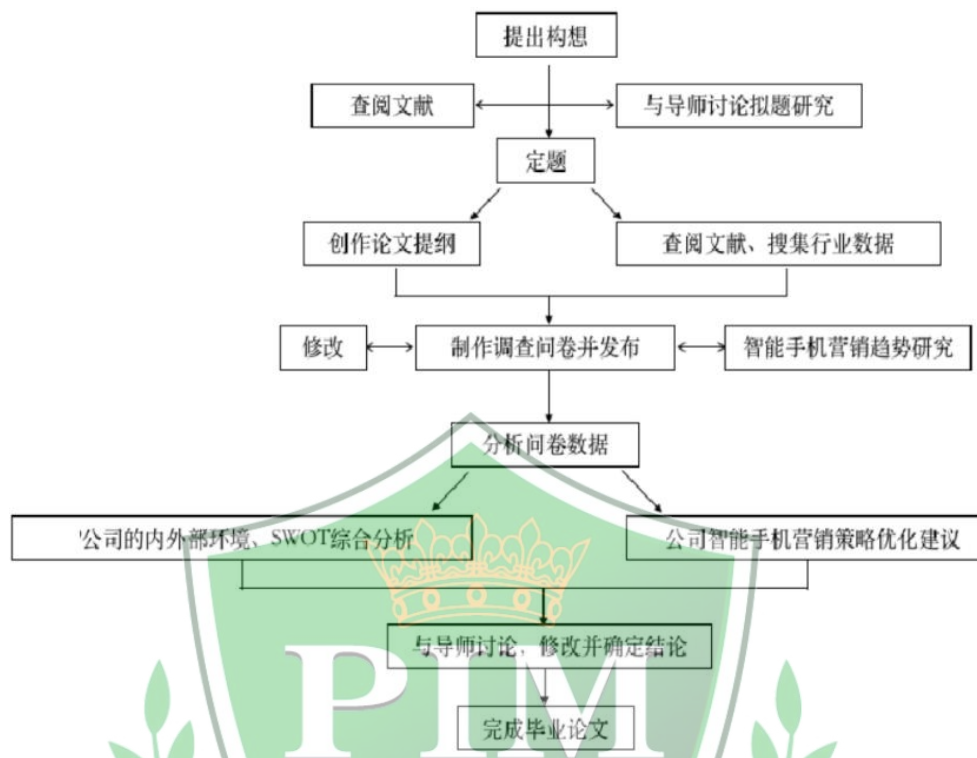 提出构想
查阅文献
与导师讨论拟题研究
定题
创作论文提纲
查阅文献、搜集行业数据
修改
制作调查问卷并发布
智能手机营销趋势研究
分析问卷数据
公司的内外部环境、SWOT综合分析
公司智能手机营销策略优化建议
与导师讨论，修改并确定结论
完成毕业论文
PIM